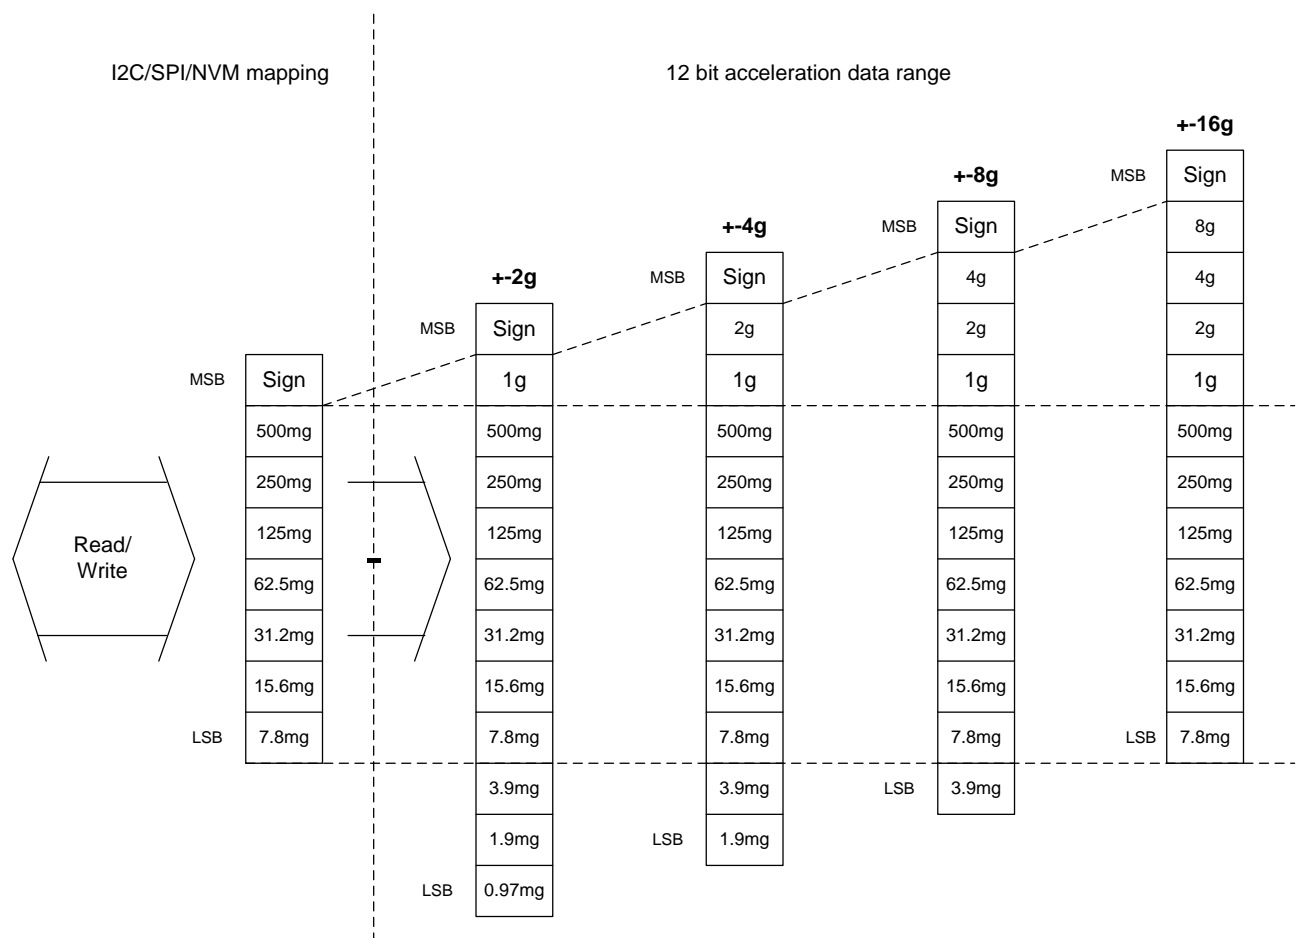 I2C/SPI/NVM mapping
12 bit acceleration data range
MSB
Sign
500mg
250mg
125mg
62.5mg
31.2mg
15.6mg
LSB
7.8mg
Read/
Write
+-2g
MSB
Sign
1g
500mg
250mg
125mg
62.5mg
31.2mg
15.6mg
7.8mg
3.9mg
1.9mg
LSB
0.97mg
+-4g
MSB
Sign
2g
1g
500mg
250mg
125mg
62.5mg
31.2mg
15.6mg
7.8mg
3.9mg
LSB
1.9mg
+-8g
MSB
Sign
4g
2g
1g
500mg
250mg
125mg
62.5mg
31.2mg
15.6mg
7.8mg
LSB
3.9mg
+-16g
MSB
Sign
8g
4g
2g
1g
500mg
250mg
125mg
62.5mg
31.2mg
15.6mg
LSB
7.8mg